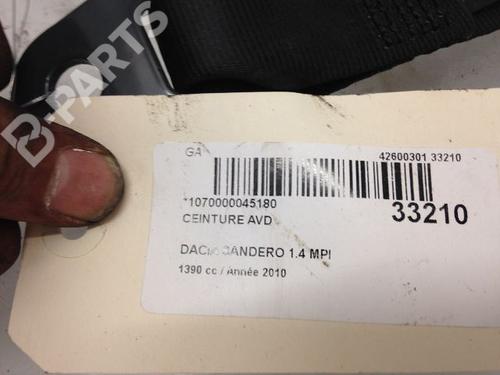 B-PARTS
GA
42600301 33210
*1070000045180
33210
CEINTURE AVD
DACIA SANDERO 1.4 MPI
1390 cc / Année 2010